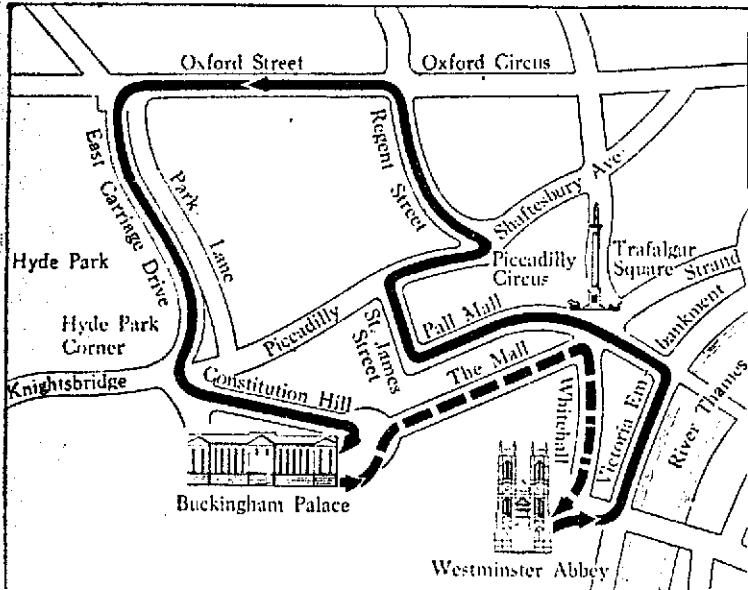 Oxford Street
Oxford Circus
East Carriage Drive
Park
Lane
Regent
Street
Shaftesbury Ave.
Hyde Park
Piccadilly
Circus
Trafalgar
Square
Strand
Hyde Park
Corner
Piccadilly
St. James
Street
Pall Mall
Victoria Em
bankment
Knightsbridge
Constitution Hill
The Mall
Whitehall
River Thames
Buckingham Palace
Westminster Abbey